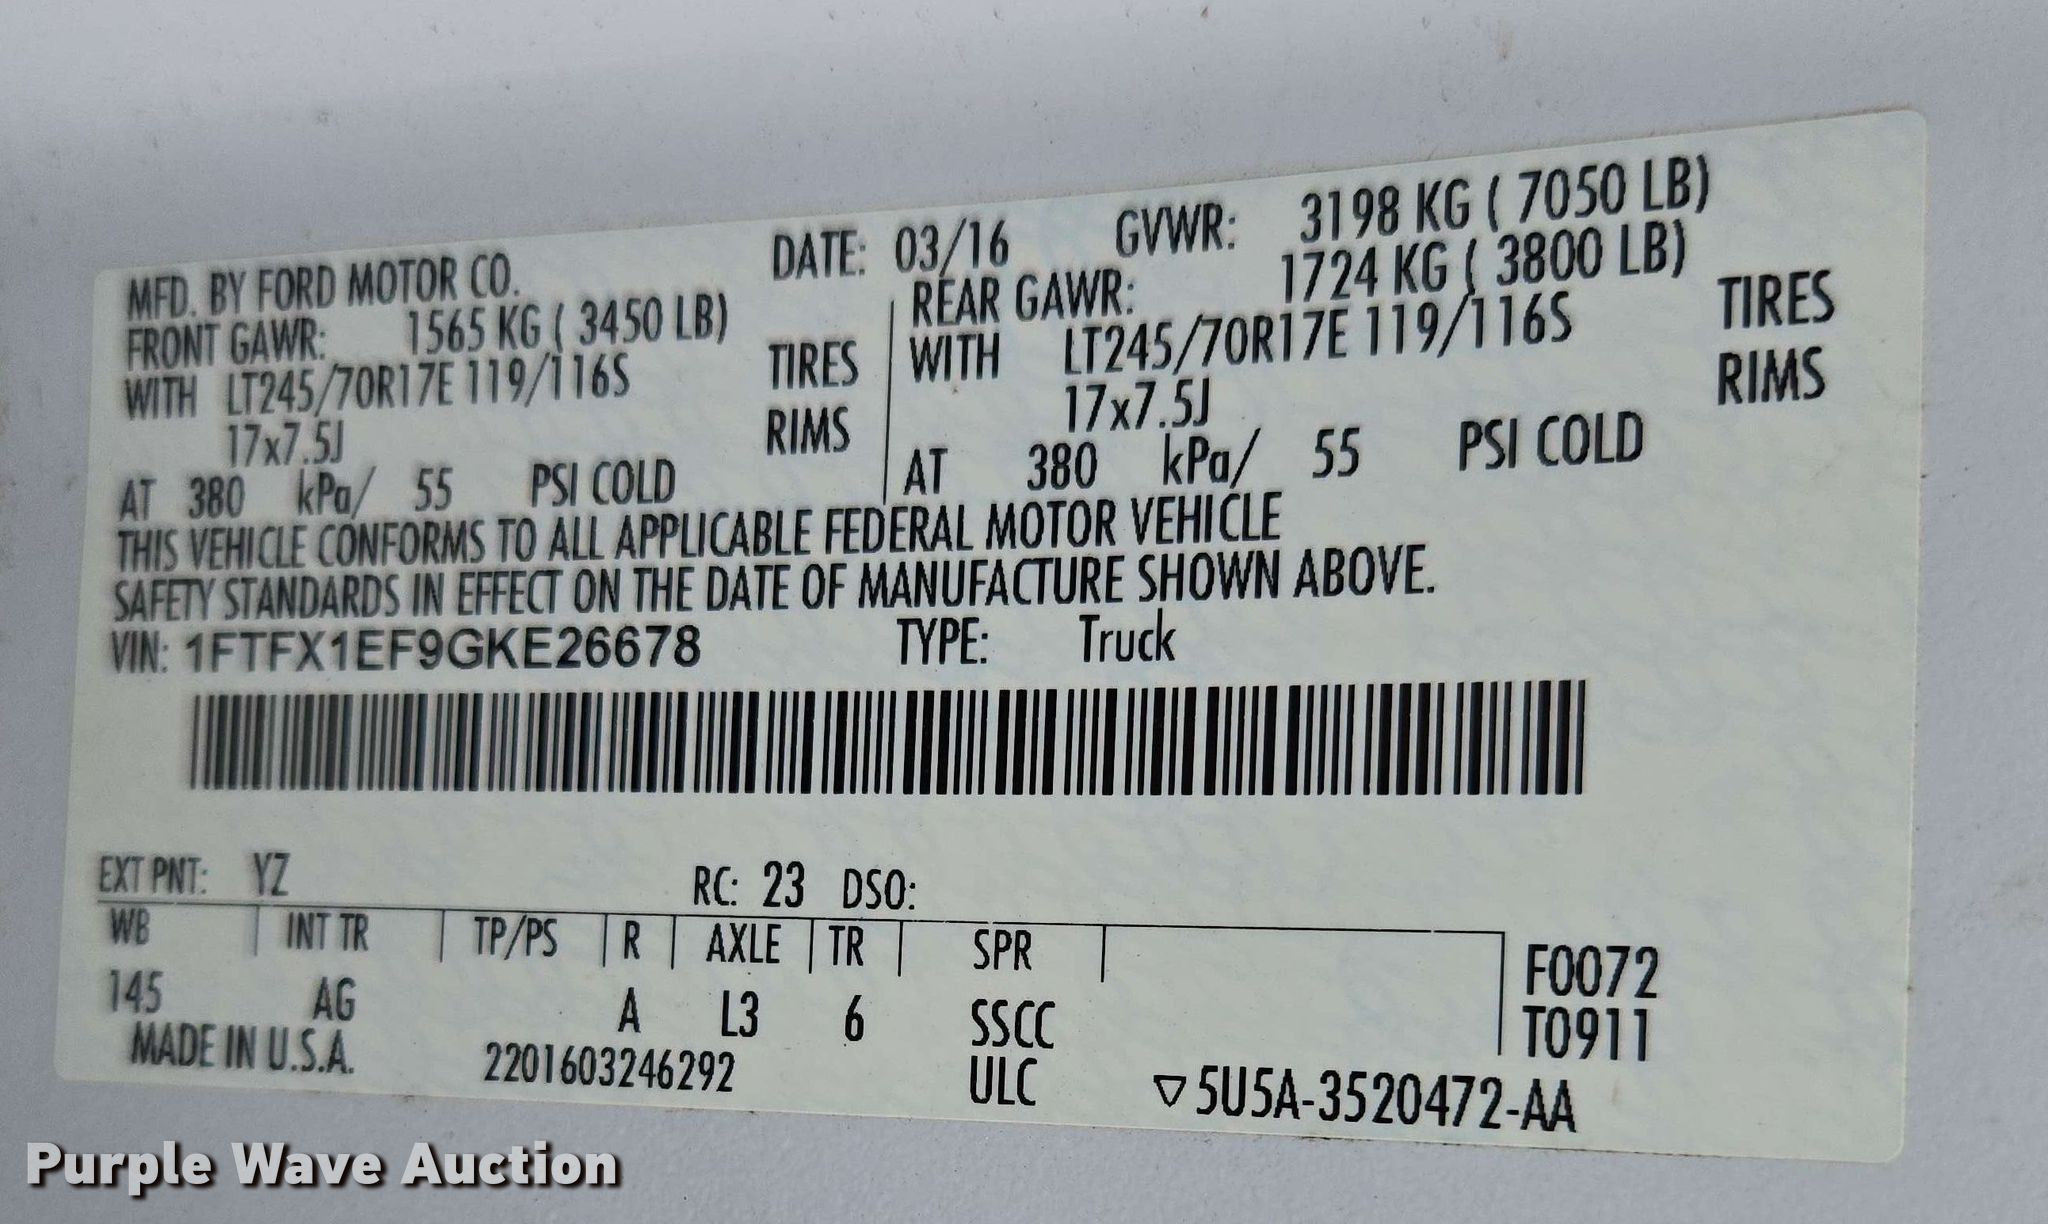 MFD. BY FORD MOTOR CO. DATE: 03/16 GVWR: 3198 KG ( 7050 LB)
FRONT GAWR: 1565 KG ( 3450 LB) REAR GAWR: 1724 KG ( 3800 LB)
WITH LT245/70R17E 119/116S TIRES WITH LT245/70R17E 119/116S TIRES
17x7.5J RIMS 17x7.5J RIMS
AT 380 kPa/ 55 PSI COLD AT 380 kPa/ 55 PSI COLD
THIS VEHICLE CONFORMS TO ALL APPLICABLE FEDERAL MOTOR VEHICLE
SAFETY STANDARDS IN EFFECT ON THE DATE OF MANUFACTURE SHOWN ABOVE.
VIN: 1FTFX1EF9GKE26678 TYPE: Truck
EXT PNT: YZ RC: 23 DSO:
WB INT TR TP/PS R AXLE TR SPR F0072
145 AG A L3 6 SSCC T0911
MADE IN U.S.A. 2201603246292 ULC ▽5U5A-3520472-AA
Purple Wave Auction